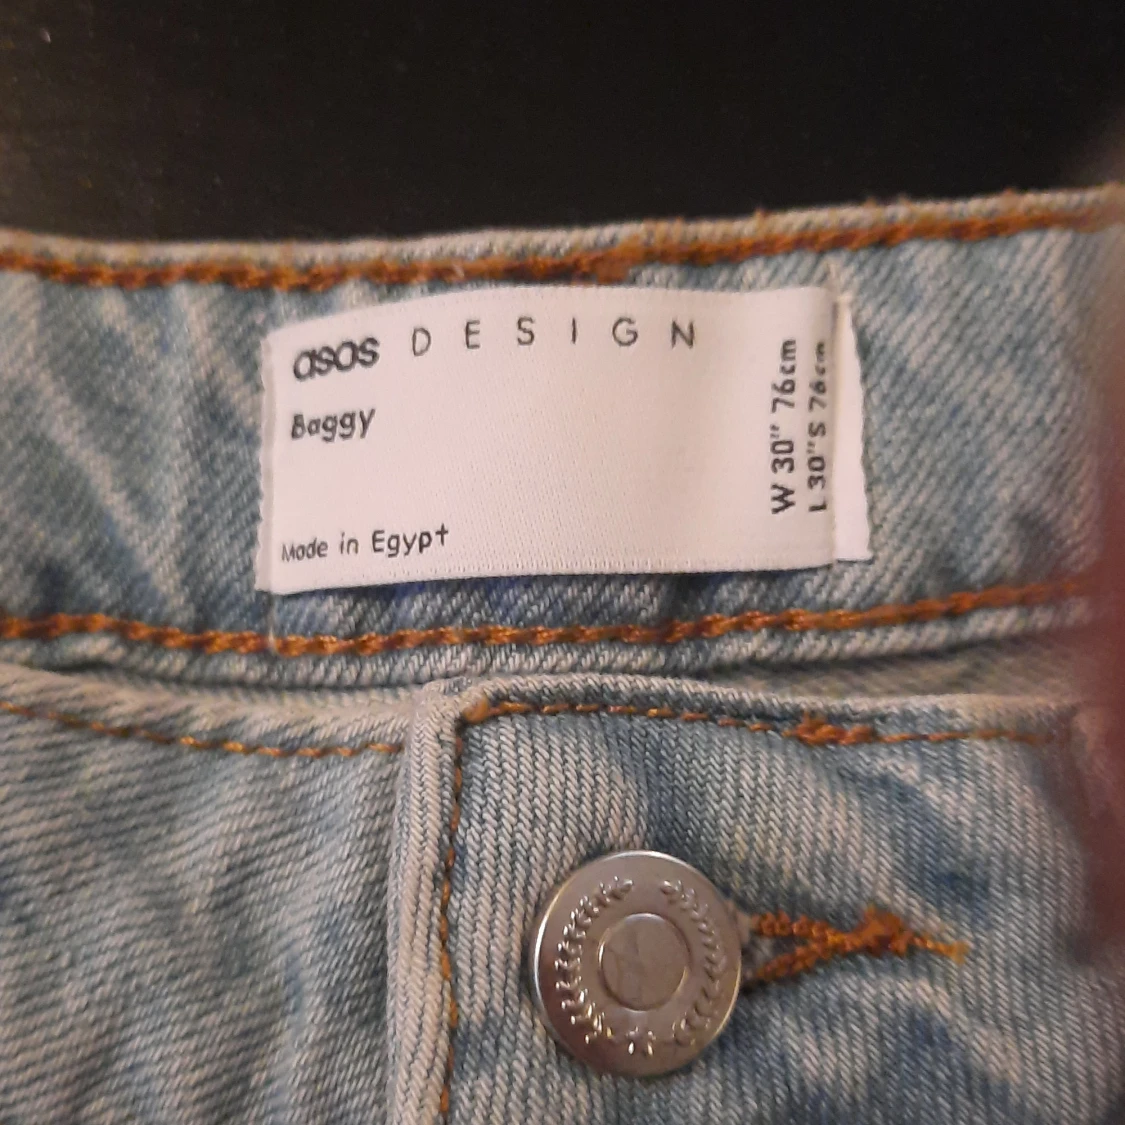 asos DESIGN
Baggy
Made in Egypt
W 30" 76cm
L 30"S 76cm